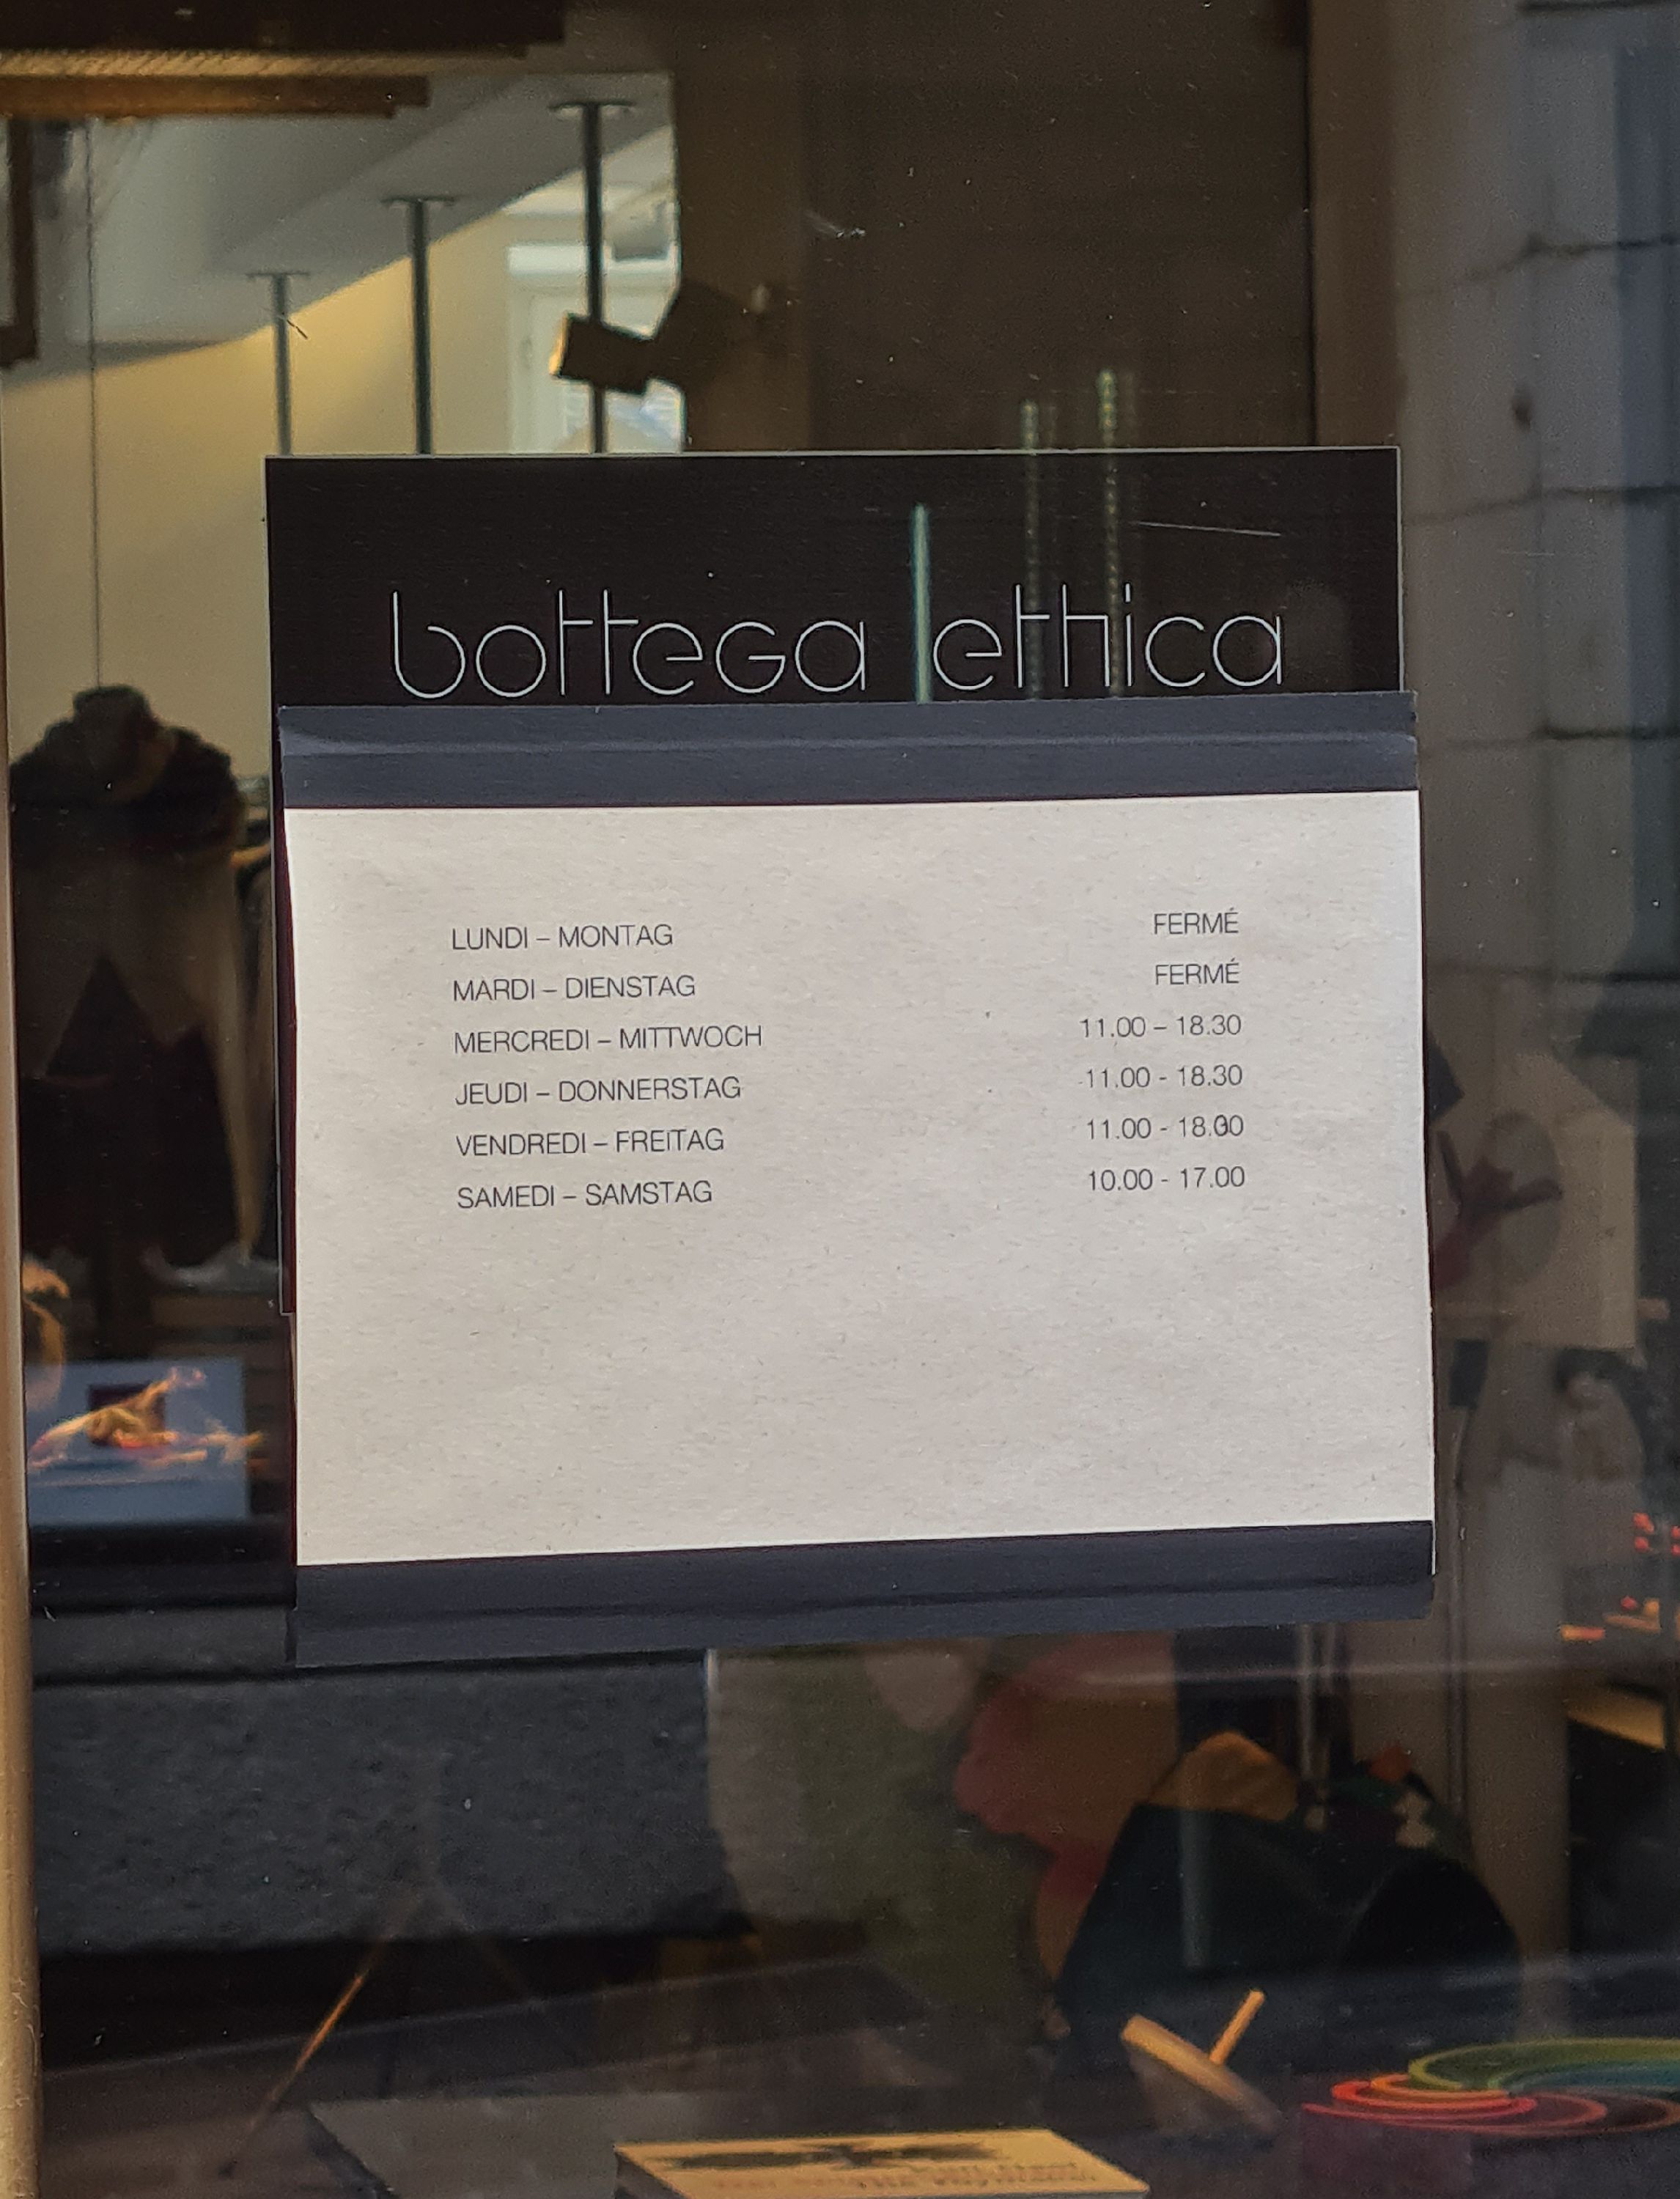 bottega ethica
LUNDI – MONTAG FERMÉ
MARDI – DIENSTAG FERMÉ
MERCREDI – MITTWOCH 11.00 – 18.30
JEUDI – DONNERSTAG 11.00 - 18.30
VENDREDI – FREITAG 11.00 - 18.00
SAMEDI – SAMSTAG 10.00 - 17.00